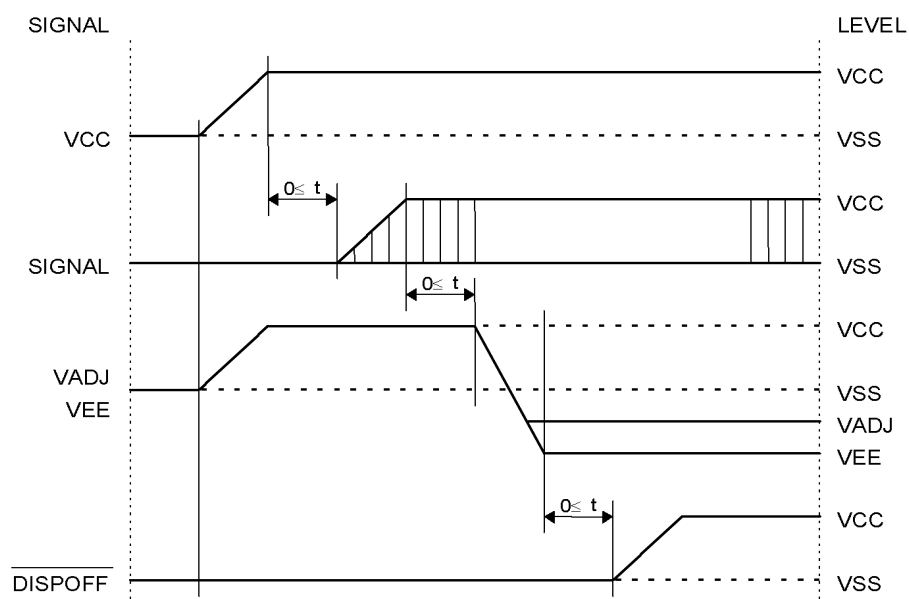 SIGNAL LEVEL
VCC
VCC VSS
0≤ t
VCC
SIGNAL VSS
0≤ t
VCC
VADJ
VSS
VEE
VADJ
VEE
0≤ t
VCC
DISPOFF VSS